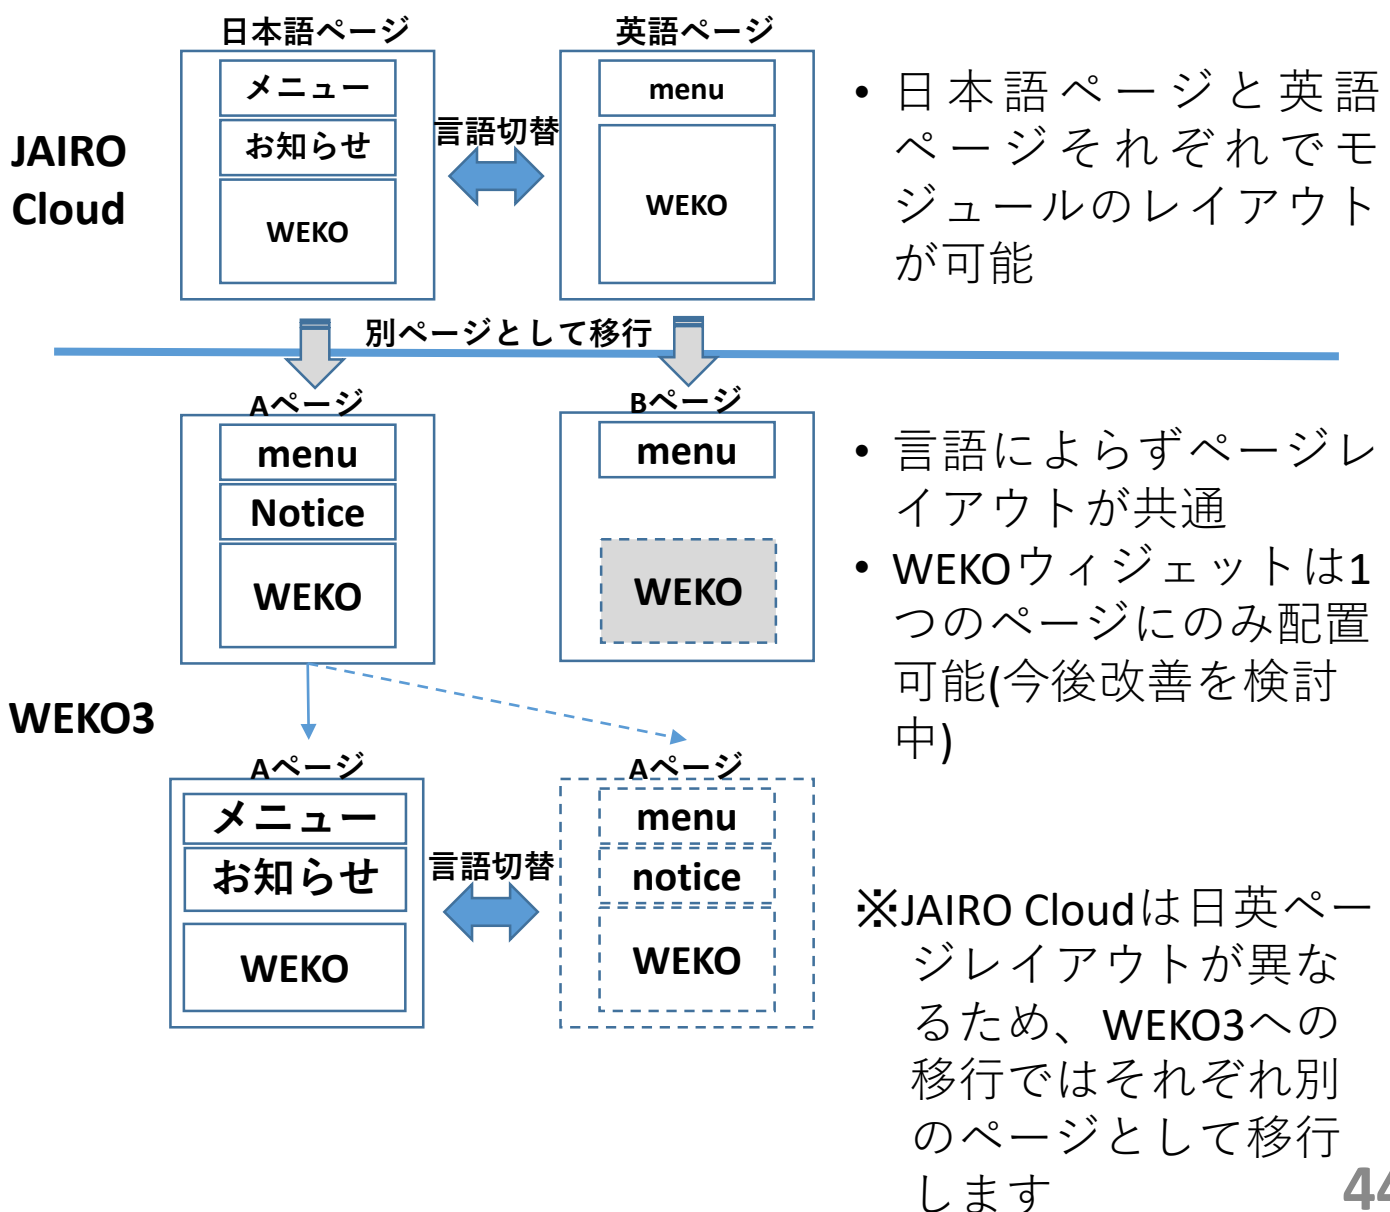 日本語ページ
英語ページ
JAIRO
Cloud
メニュー
お知らせ
WEKO
言語切替
menu
WEKO
• 日本語ページと英語
ページそれぞれでモ
ジュールのレイアウト
が可能
別ページとして移行
Aページ
Bページ
menu
Notice
WEKO
menu
WEKO
• 言語によらずページレ
イアウトが共通
• WEKOウィジェットは1
つのページにのみ配置
可能(今後改善を検討
中)
WEKO3
Aページ
Aページ
メニュー
お知らせ
WEKO
言語切替
menu
notice
WEKO
※JAIRO Cloudは日英ペー
ジレイアウトが異な
るため、WEKO3への
移行ではそれぞれ別
のページとして移行
します
44